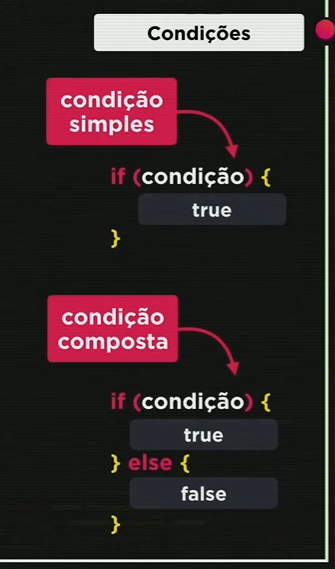 Condições
condição
simples
if (condição) {
true
}
condição
composta
if (condição) {
true
} else {
false
}